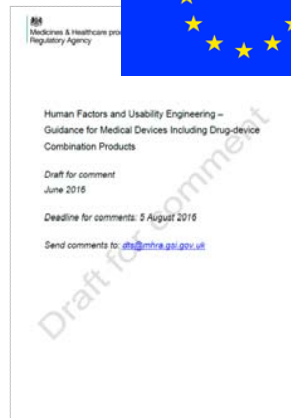 Medicines & Healthcare pro
Regulatory Agency
Human Factors and Usability Engineering –
Guidance for Medical Devices Including Drug-device
Combination Products
Draft for comment
June 2016
Deadline for comments: 5 August 2016
Send comments to: dts@mhra.gsi.gov.uk
Draft for comment